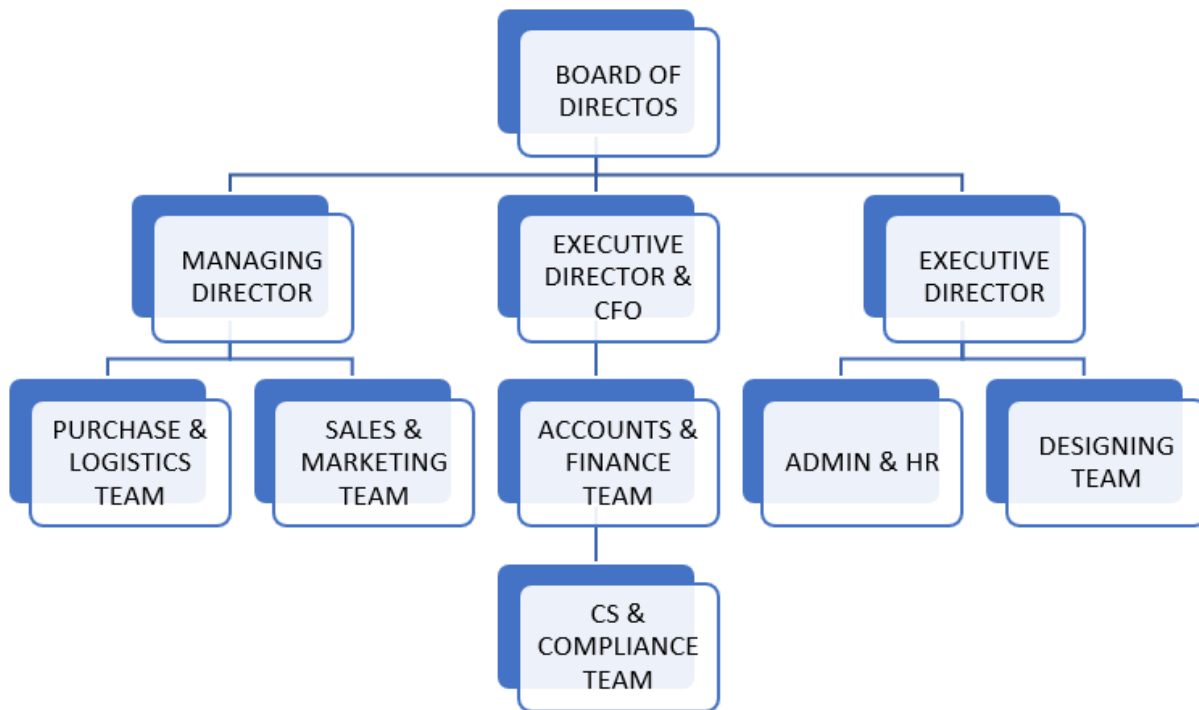 BOARD OF
DIRECTOS
MANAGING
DIRECTOR
EXECUTIVE
DIRECTOR &
CFO
EXECUTIVE
DIRECTOR
PURCHASE &
LOGISTICS
TEAM
SALES &
MARKETING
TEAM
ACCOUNTS &
FINANCE
TEAM
ADMIN & HR
DESIGNING
TEAM
CS &
COMPLIANCE
TEAM